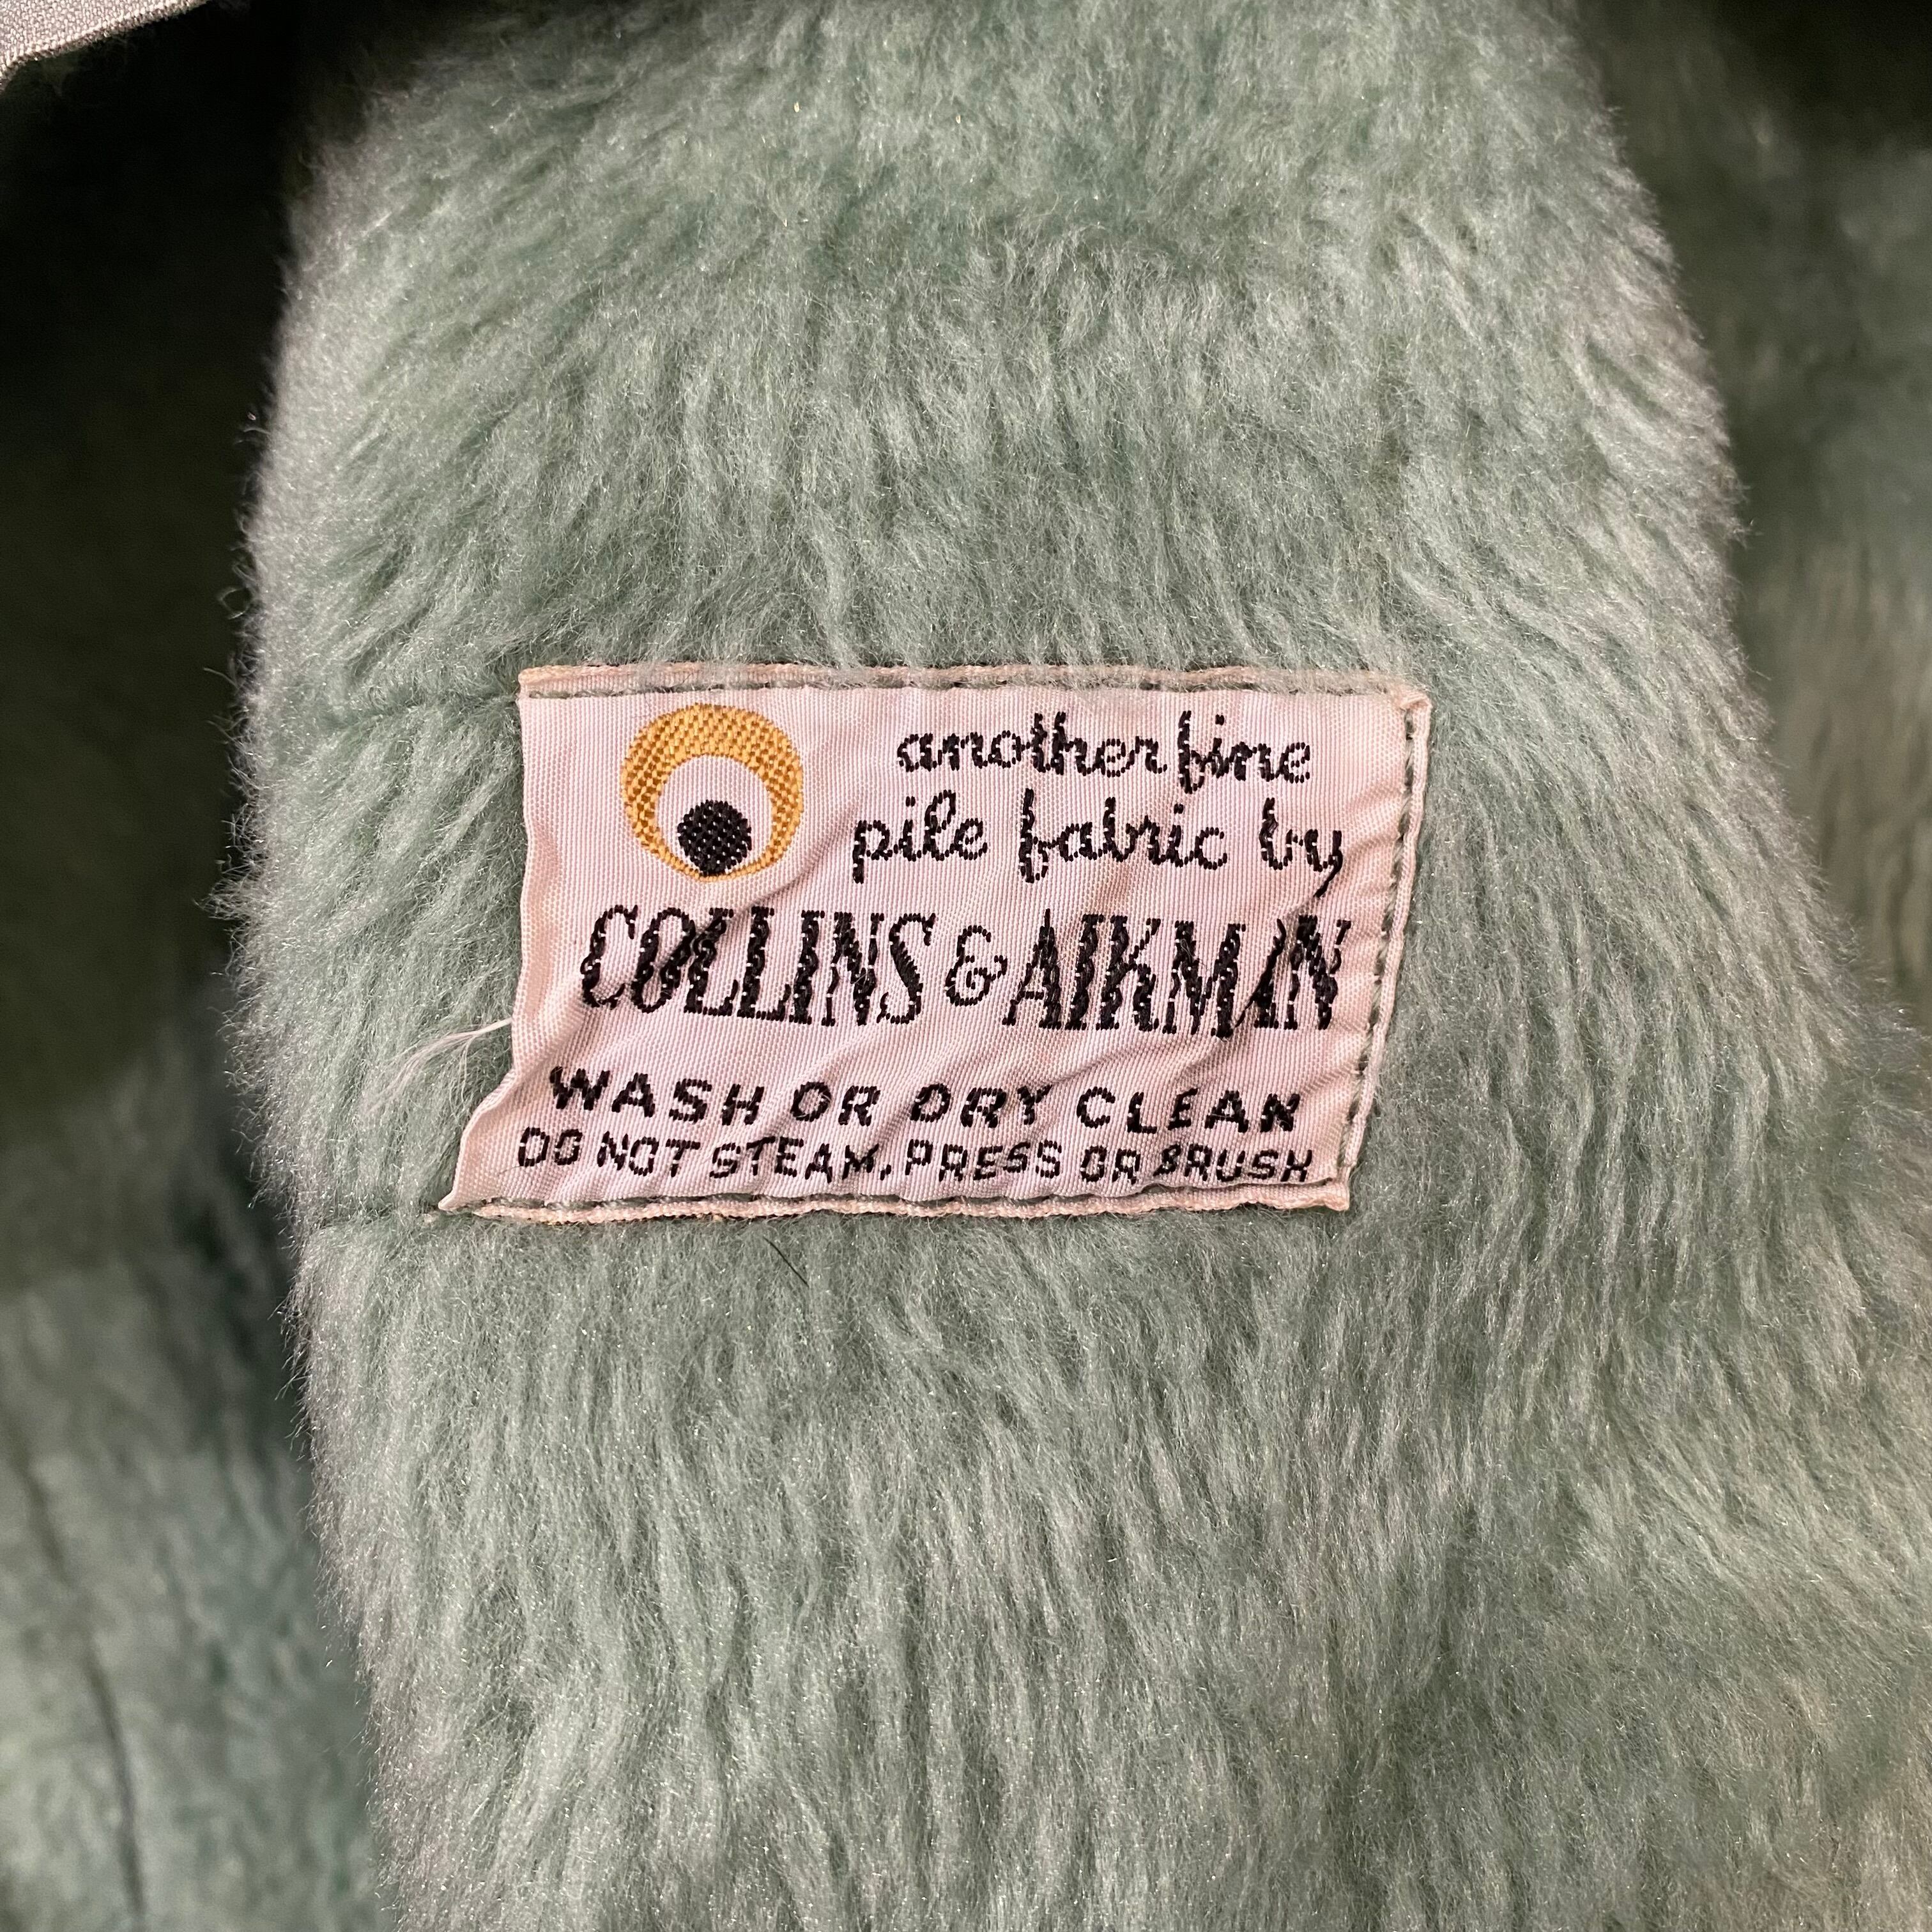 another fine
pile fabric by
COLLINS & AIKMAN
WASH OR DRY CLEAN
DO NOT STEAM, PRESS OR BRUSH